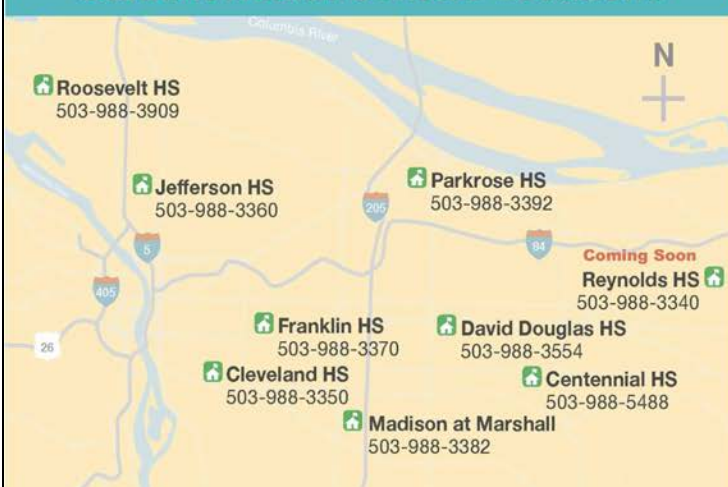 Columbia River
N
Roosevelt HS
503-988-3909
Jefferson HS
503-988-3360
Parkrose HS
503-988-3392
205
5
84
Coming Soon
Reynolds HS
503-988-3340
405
Franklin HS
503-988-3370
David Douglas HS
503-988-3554
26
Cleveland HS
503-988-3350
Centennial HS
503-988-5488
Madison at Marshall
503-988-3382